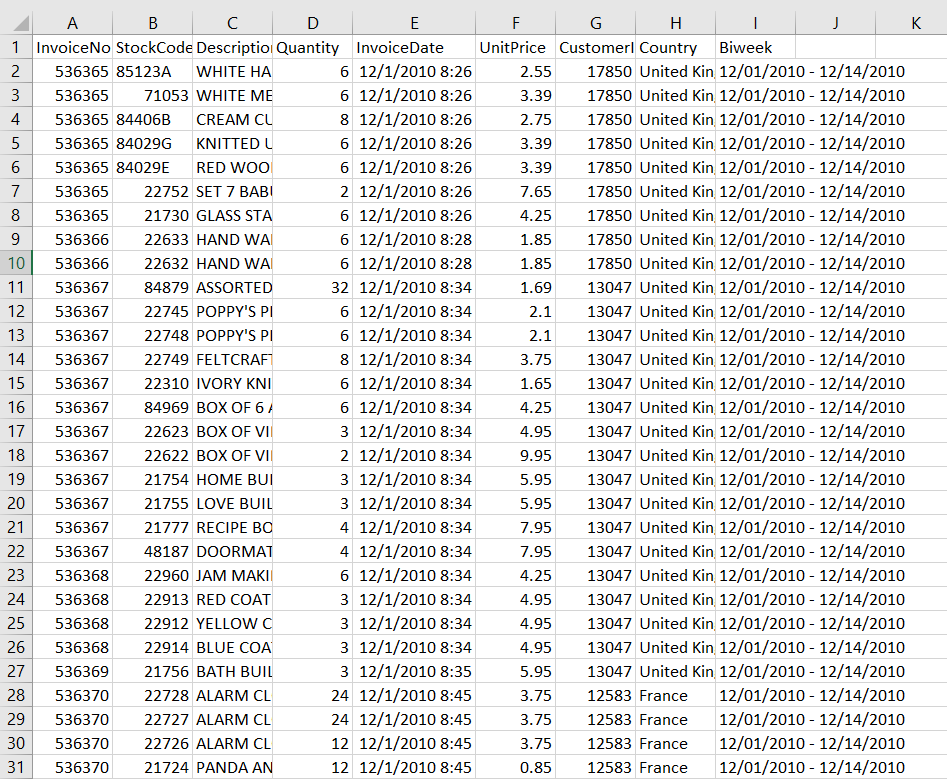 A B C D E F G H I J K
1 InvoiceNo StockCode Description Quantity InvoiceDate UnitPrice CustomerI Country Biweek
2 536365 85123A WHITE HA 6 12/1/2010 8:26 2.55 17850 United Kin 12/01/2010 - 12/14/2010
3 536365 71053 WHITE ME 6 12/1/2010 8:26 3.39 17850 United Kin 12/01/2010 - 12/14/2010
4 536365 84406B CREAM CU 8 12/1/2010 8:26 2.75 17850 United Kin 12/01/2010 - 12/14/2010
5 536365 84029G KNITTED U 6 12/1/2010 8:26 3.39 17850 United Kin 12/01/2010 - 12/14/2010
6 536365 84029E RED WOO 6 12/1/2010 8:26 3.39 17850 United Kin 12/01/2010 - 12/14/2010
7 536365 22752 SET 7 BAB 2 12/1/2010 8:26 7.65 17850 United Kin 12/01/2010 - 12/14/2010
8 536365 21730 GLASS STA 6 12/1/2010 8:26 4.25 17850 United Kin 12/01/2010 - 12/14/2010
9 536366 22633 HAND WA 6 12/1/2010 8:28 1.85 17850 United Kin 12/01/2010 - 12/14/2010
10 536366 22632 HAND WA 6 12/1/2010 8:28 1.85 17850 United Kin 12/01/2010 - 12/14/2010
11 536367 84879 ASSORTED 32 12/1/2010 8:34 1.69 13047 United Kin 12/01/2010 - 12/14/2010
12 536367 22745 POPPY'S P 6 12/1/2010 8:34 2.1 13047 United Kin 12/01/2010 - 12/14/2010
13 536367 22748 POPPY'S P 6 12/1/2010 8:34 2.1 13047 United Kin 12/01/2010 - 12/14/2010
14 536367 22749 FELTCRAFT 8 12/1/2010 8:34 3.75 13047 United Kin 12/01/2010 - 12/14/2010
15 536367 22310 IVORY KNI 6 12/1/2010 8:34 1.65 13047 United Kin 12/01/2010 - 12/14/2010
16 536367 84969 BOX OF 6 A 6 12/1/2010 8:34 4.25 13047 United Kin 12/01/2010 - 12/14/2010
17 536367 22623 BOX OF VI 3 12/1/2010 8:34 4.95 13047 United Kin 12/01/2010 - 12/14/2010
18 536367 22622 BOX OF VI 2 12/1/2010 8:34 9.95 13047 United Kin 12/01/2010 - 12/14/2010
19 536367 21754 HOME BU 3 12/1/2010 8:34 5.95 13047 United Kin 12/01/2010 - 12/14/2010
20 536367 21755 LOVE BUIL 3 12/1/2010 8:34 5.95 13047 United Kin 12/01/2010 - 12/14/2010
21 536367 21777 RECIPE BO 4 12/1/2010 8:34 7.95 13047 United Kin 12/01/2010 - 12/14/2010
22 536367 48187 DOORMAT 4 12/1/2010 8:34 7.95 13047 United Kin 12/01/2010 - 12/14/2010
23 536368 22960 JAM MAKI 6 12/1/2010 8:34 4.25 13047 United Kin 12/01/2010 - 12/14/2010
24 536368 22913 RED COAT 3 12/1/2010 8:34 4.95 13047 United Kin 12/01/2010 - 12/14/2010
25 536368 22912 YELLOW C 3 12/1/2010 8:34 4.95 13047 United Kin 12/01/2010 - 12/14/2010
26 536368 22914 BLUE COA 3 12/1/2010 8:34 4.95 13047 United Kin 12/01/2010 - 12/14/2010
27 536369 21756 BATH BUIL 3 12/1/2010 8:35 5.95 13047 United Kin 12/01/2010 - 12/14/2010
28 536370 22728 ALARM CL 24 12/1/2010 8:45 3.75 12583 France 12/01/2010 - 12/14/2010
29 536370 22727 ALARM CL 24 12/1/2010 8:45 3.75 12583 France 12/01/2010 - 12/14/2010
30 536370 22726 ALARM CL 12 12/1/2010 8:45 3.75 12583 France 12/01/2010 - 12/14/2010
31 536370 21724 PANDA AN 12 12/1/2010 8:45 0.85 12583 France 12/01/2010 - 12/14/2010